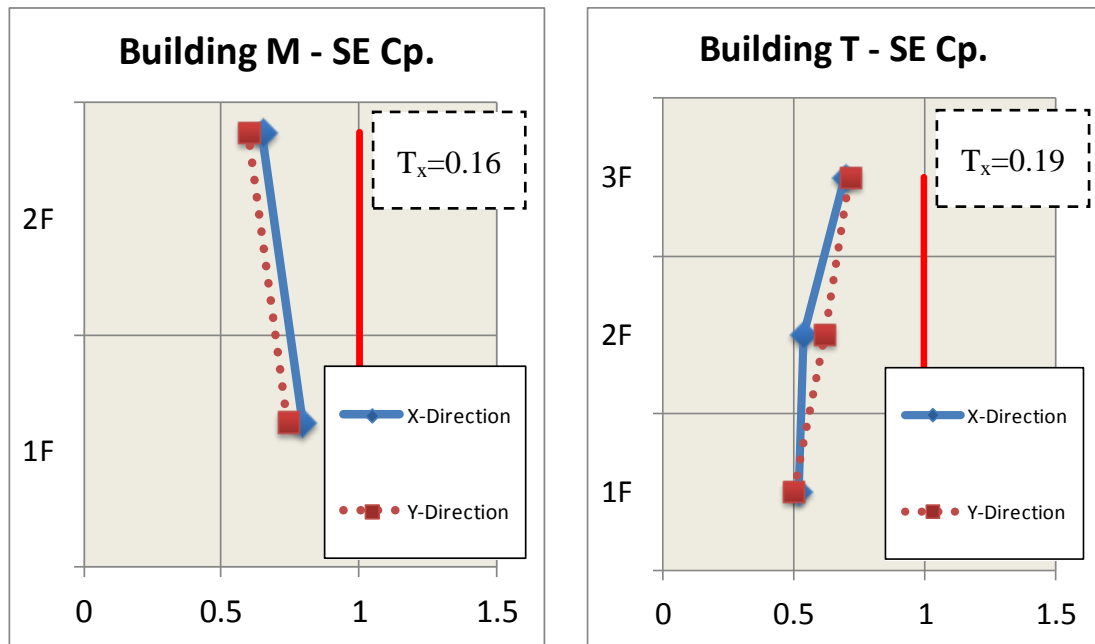 Building M - SE Cp.
Tₓ=0.16
2F
1F
X-Direction
Y-Direction
0 0.5 1 1.5
Building T - SE Cp.
Tₓ=0.19
3F
2F
1F
X-Direction
Y-Direction
0 0.5 1 1.5